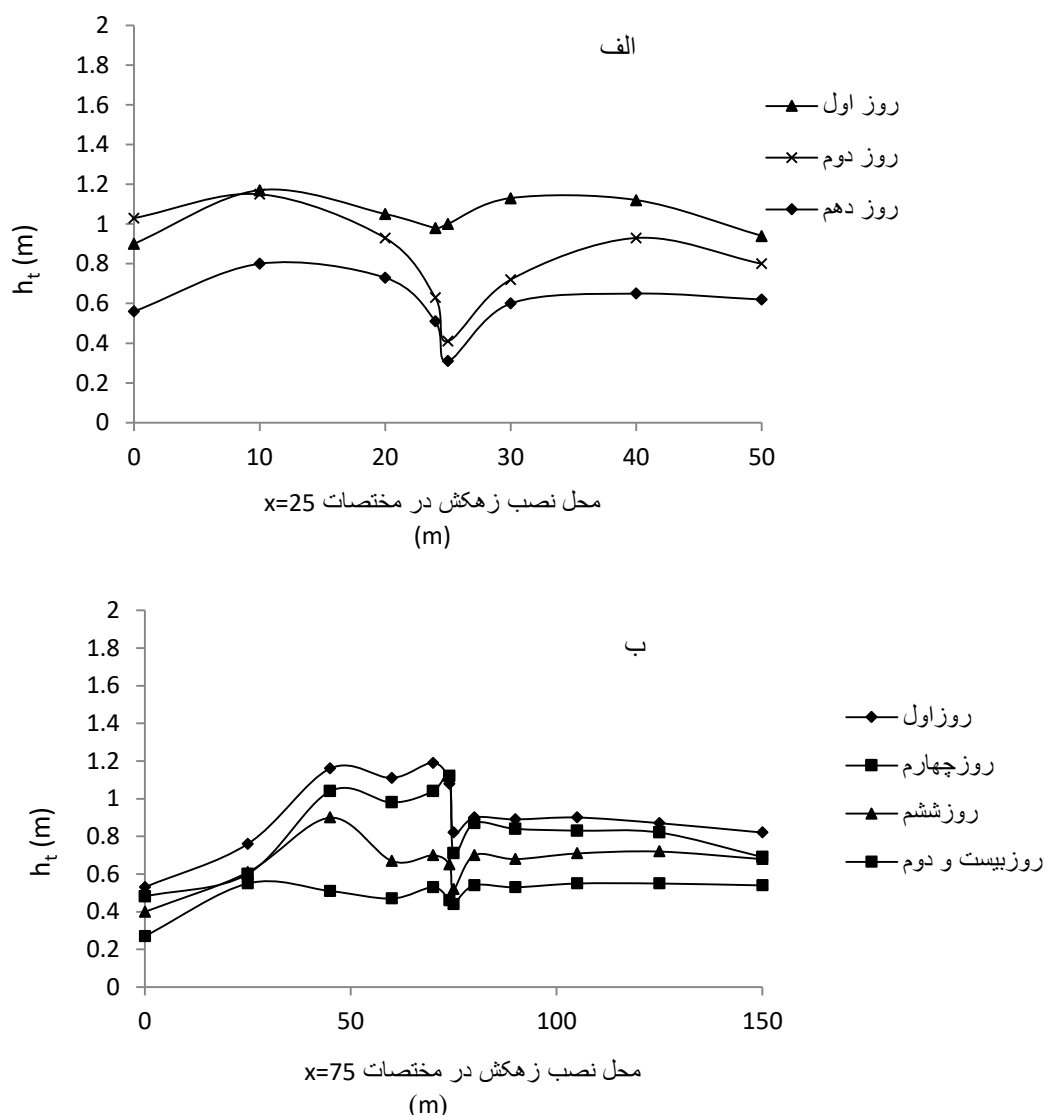 الف
2
1.8
1.6
1.4
1.2
1
0.8
0.6
0.4
0.2
0
ht (m)
روز اول
روز دوم
روز دهم
0 10 20 30 40 50
محل نصب زهکش در مختصات x=25
(m)
ب
2
1.8
1.6
1.4
1.2
1
0.8
0.6
0.4
0.2
0
ht (m)
روزاول
روزچهارم
روزششم
روزبیست و دوم
0 50 100 150
محل نصب زهکش در مختصات x=75
(m)